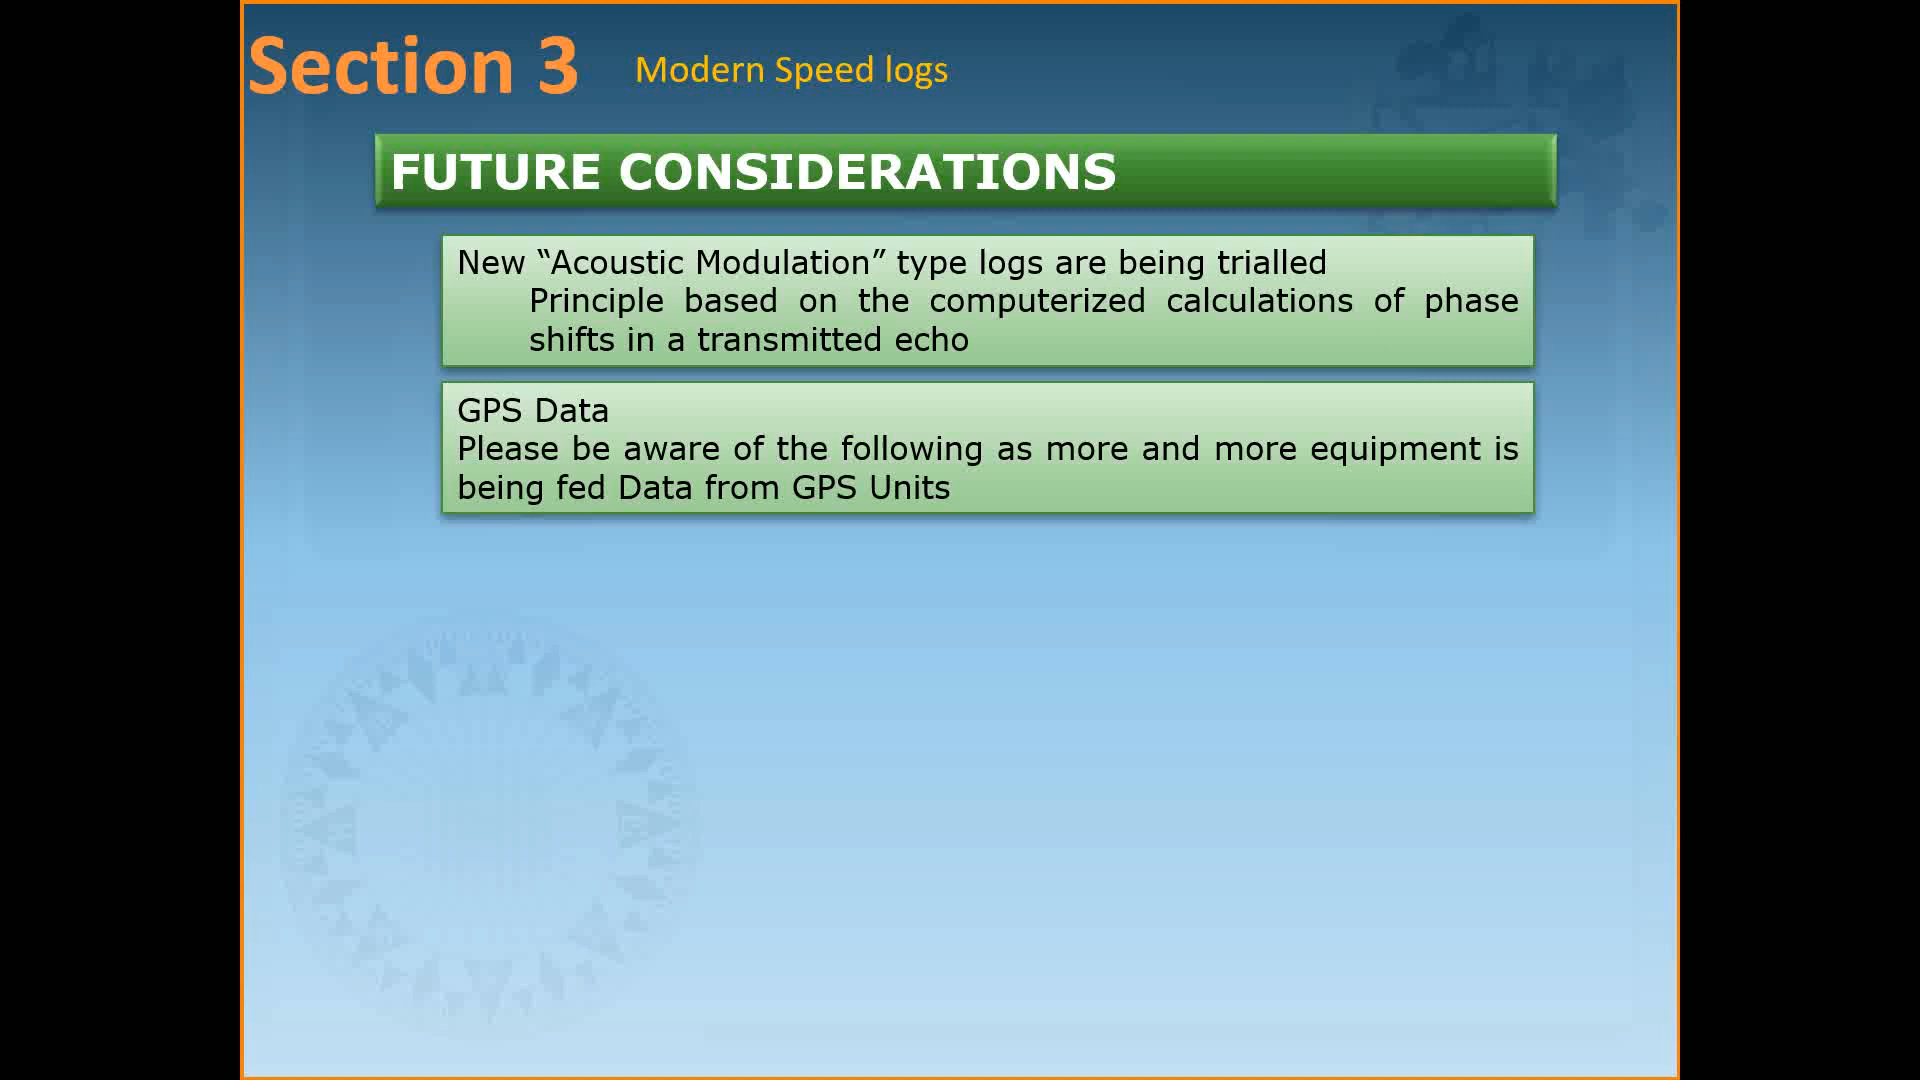 Section 3
Modern Speed logs
FUTURE CONSIDERATIONS
New “Acoustic Modulation” type logs are being trialled
Principle based on the computerized calculations of phase
shifts in a transmitted echo
GPS Data
Please be aware of the following as more and more equipment is
being fed Data from GPS Units